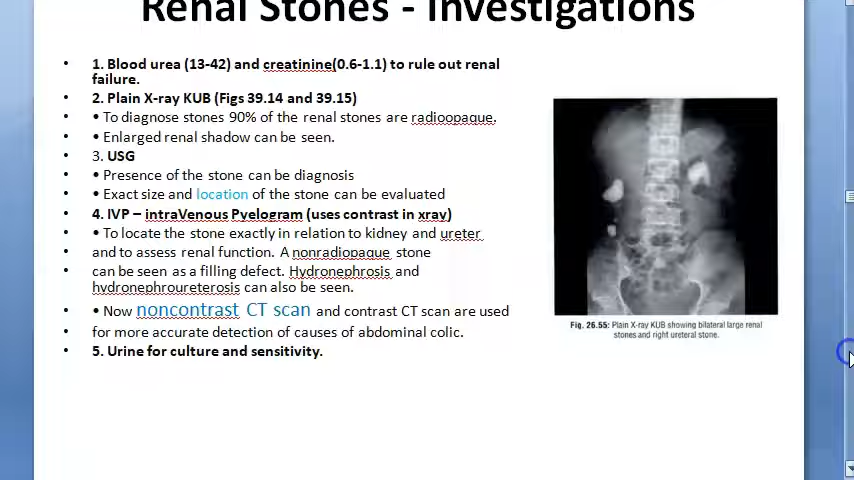 Renal Stones - Investigations
• 1. Blood urea (13-42) and creatinine(0.6-1.1) to rule out renal
failure.
• 2. Plain X-ray KUB (Figs 39.14 and 39.15)
• • To diagnose stones 90% of the renal stones are radioopaque.
• • Enlarged renal shadow can be seen.
• 3. USG
• • Presence of the stone can be diagnosis
• • Exact size and location of the stone can be evaluated
• 4. IVP – intraVenous Pyelogram (uses contrast in xray)
• • To locate the stone exactly in relation to kidney and ureter
• and to assess renal function. A nonradiopaque stone
• can be seen as a filling defect. Hydronephrosis and
hydronephroureterosis can also be seen.
• • Now noncontrast CT scan and contrast CT scan are used
• for more accurate detection of causes of abdominal colic.
• 5. Urine for culture and sensitivity.
Fig. 26.55: Plain X-ray KUB showing bilateral large renal
stones and right ureteral stone.